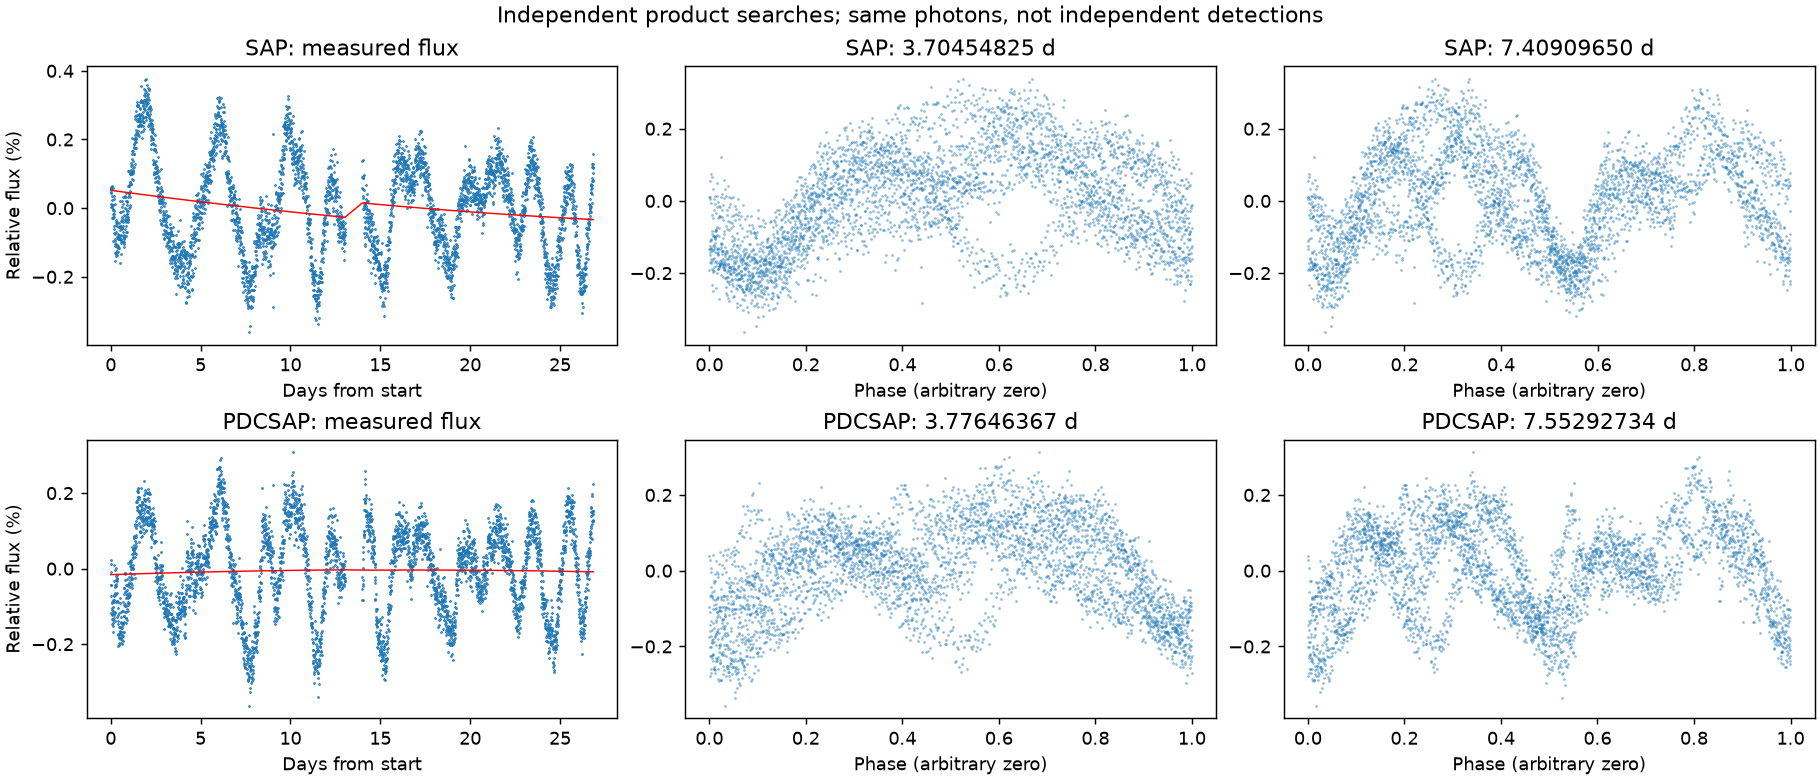 Independent product searches; same photons, not independent detections
SAP: measured flux
SAP: 3.70454825 d
SAP: 7.40909650 d
Relative flux (%)
0.4
0.2
0.0
−0.2
0 5 10 15 20 25
Days from start
0.2
0.0
−0.2
0.0 0.2 0.4 0.6 0.8 1.0
Phase (arbitrary zero)
0.2
0.0
−0.2
0.0 0.2 0.4 0.6 0.8 1.0
Phase (arbitrary zero)
PDCSAP: measured flux
PDCSAP: 3.77646367 d
PDCSAP: 7.55292734 d
Relative flux (%)
0.2
0.0
−0.2
0 5 10 15 20 25
Days from start
0.2
0.0
−0.2
0.0 0.2 0.4 0.6 0.8 1.0
Phase (arbitrary zero)
0.2
0.0
−0.2
0.0 0.2 0.4 0.6 0.8 1.0
Phase (arbitrary zero)